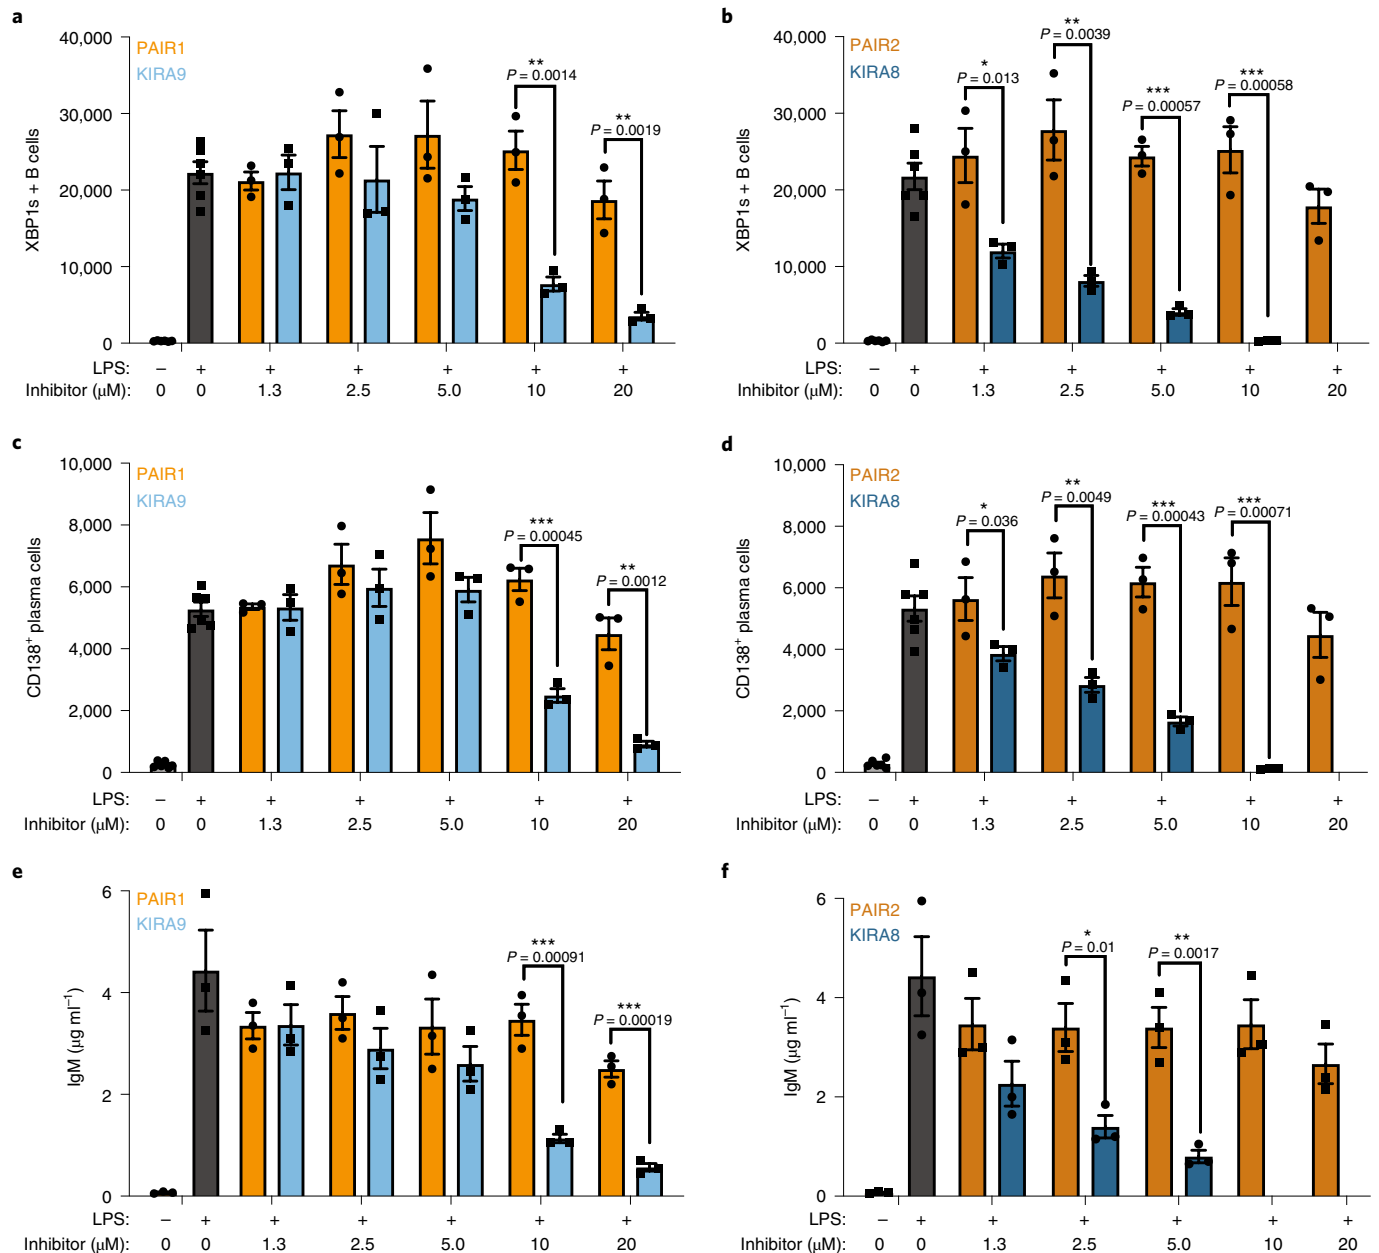 a
40,000
30,000
20,000
10,000
0
XBP1s + B cells
PAIR1
KIRA9
**
P = 0.0014
**
P = 0.0019
LPS: – + + + + + +
Inhibitor (μM): 0 0 1.3 2.5 5.0 10 20
b
40,000
30,000
20,000
10,000
0
XBP1s + B cells
PAIR2
KIRA8
*
P = 0.013
**
P = 0.0039
***
P = 0.00057
***
P = 0.00058
LPS: – + + + + + +
Inhibitor (μM): 0 0 1.3 2.5 5.0 10 20
c
10,000
8,000
6,000
4,000
2,000
0
CD138⁺ plasma cells
PAIR1
KIRA9
***
P = 0.00045
**
P = 0.0012
LPS: – + + + + + +
Inhibitor (μM): 0 0 1.3 2.5 5.0 10 20
d
10,000
8,000
6,000
4,000
2,000
0
CD138⁺ plasma cells
PAIR2
KIRA8
*
P = 0.036
**
P = 0.0049
***
P = 0.00043
***
P = 0.00071
LPS: – + + + + + +
Inhibitor (μM): 0 0 1.3 2.5 5.0 10 20
e
6
4
2
0
IgM (μg ml⁻¹)
PAIR1
KIRA9
***
P = 0.00091
***
P = 0.00019
LPS: – + + + + + +
Inhibitor (μM): 0 0 1.3 2.5 5.0 10 20
f
6
4
2
0
IgM (μg ml⁻¹)
PAIR2
KIRA8
*
P = 0.01
**
P = 0.0017
LPS: – + + + + + +
Inhibitor (μM): 0 0 1.3 2.5 5.0 10 20